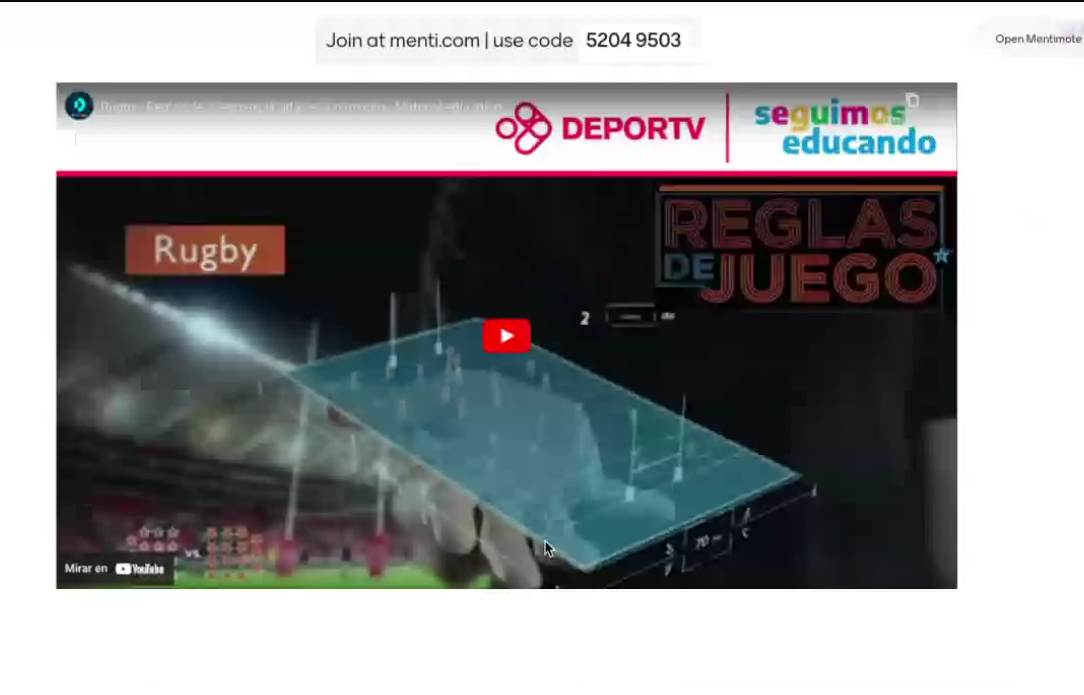 Join at menti.com | use code 5204 9503
Open Mentimote
DEPORTV
seguimos
educando
Rugby
REGLAS
DE JUEGO
2
vs.
70 m
Mirar en YouTube